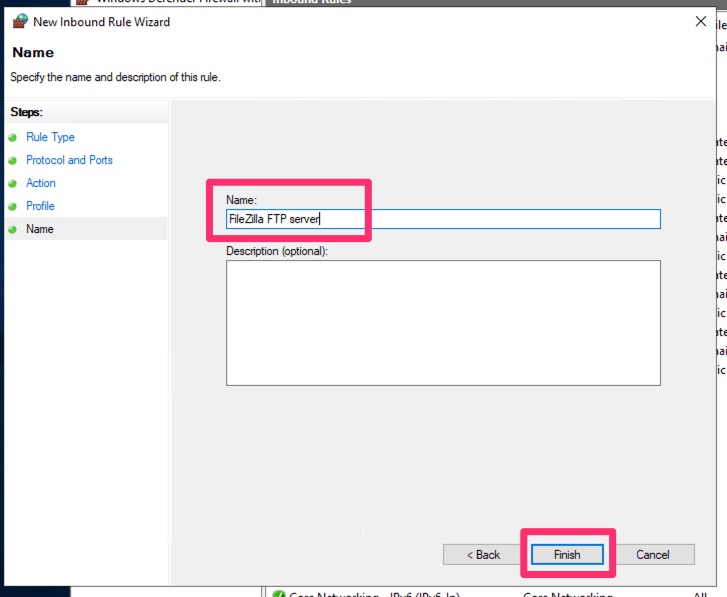 Windows Defender Firewall with
Inbound Rules
New Inbound Rule Wizard
Name
Specify the name and description of this rule.
Steps:
Rule Type
Protocol and Ports
Action
Profile
Name
Name:
FileZilla FTP server
Description (optional):
< Back
Finish
Cancel
Core Networking - IPv6 (IPv6-In)
Core Networking
All